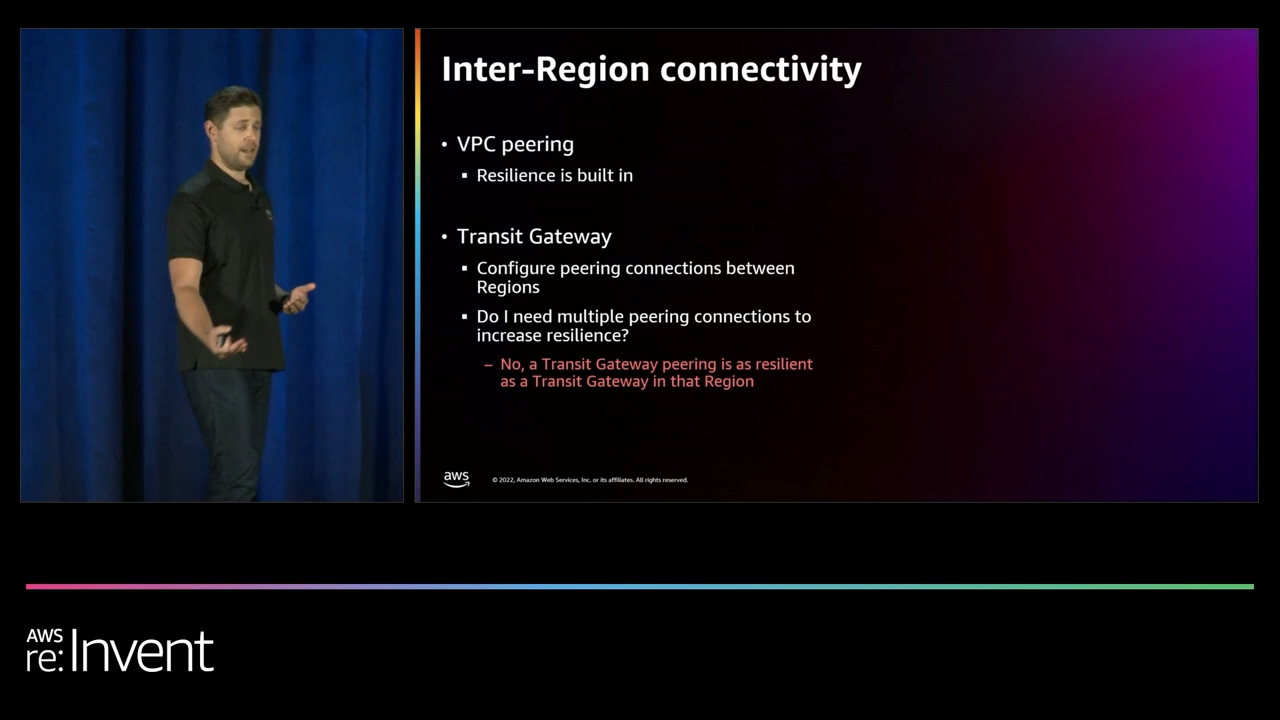 Inter-Region connectivity
• VPC peering
▪ Resilience is built in
• Transit Gateway
▪ Configure peering connections between
Regions
▪ Do I need multiple peering connections to
increase resilience?
– No, a Transit Gateway peering is as resilient
as a Transit Gateway in that Region
aws
© 2022, Amazon Web Services, Inc. or its affiliates. All rights reserved.
AWS
re:Invent